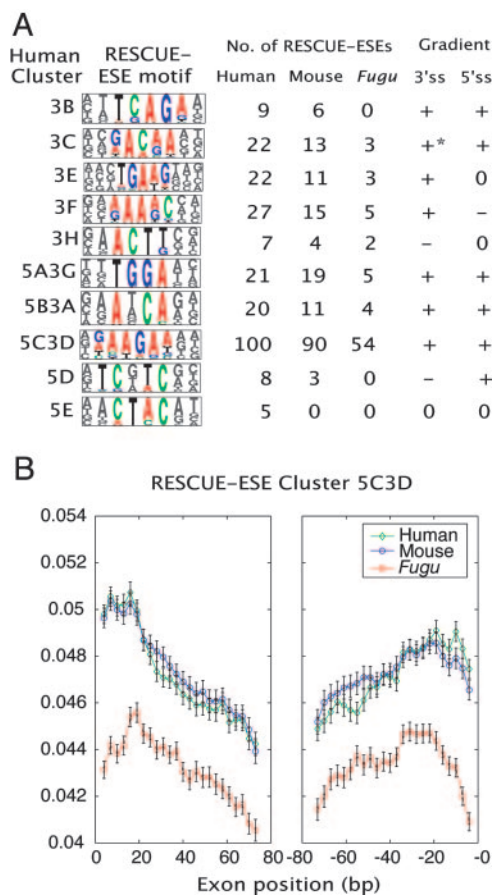 A
Human Cluster RESCUE-ESE motif No. of RESCUE-ESEs Gradient
Human Mouse Fugu 3'ss 5'ss
3B 9 6 0 + +
3C 22 13 3 +* +
3E 22 11 3 + 0
3F 27 15 5 + –
3H 7 4 2 – 0
5A3G 21 19 5 + +
5B3A 20 11 4 + +
5C3D 100 90 54 + +
5D 8 3 0 – +
5E 5 0 0 0 0
B
RESCUE-ESE Cluster 5C3D
0.054
0.052
0.05
0.048
0.046
0.044
0.042
0.04
Human
Mouse
Fugu
0 20 40 60 80 -80 -60 -40 -20 0
Exon position (bp)